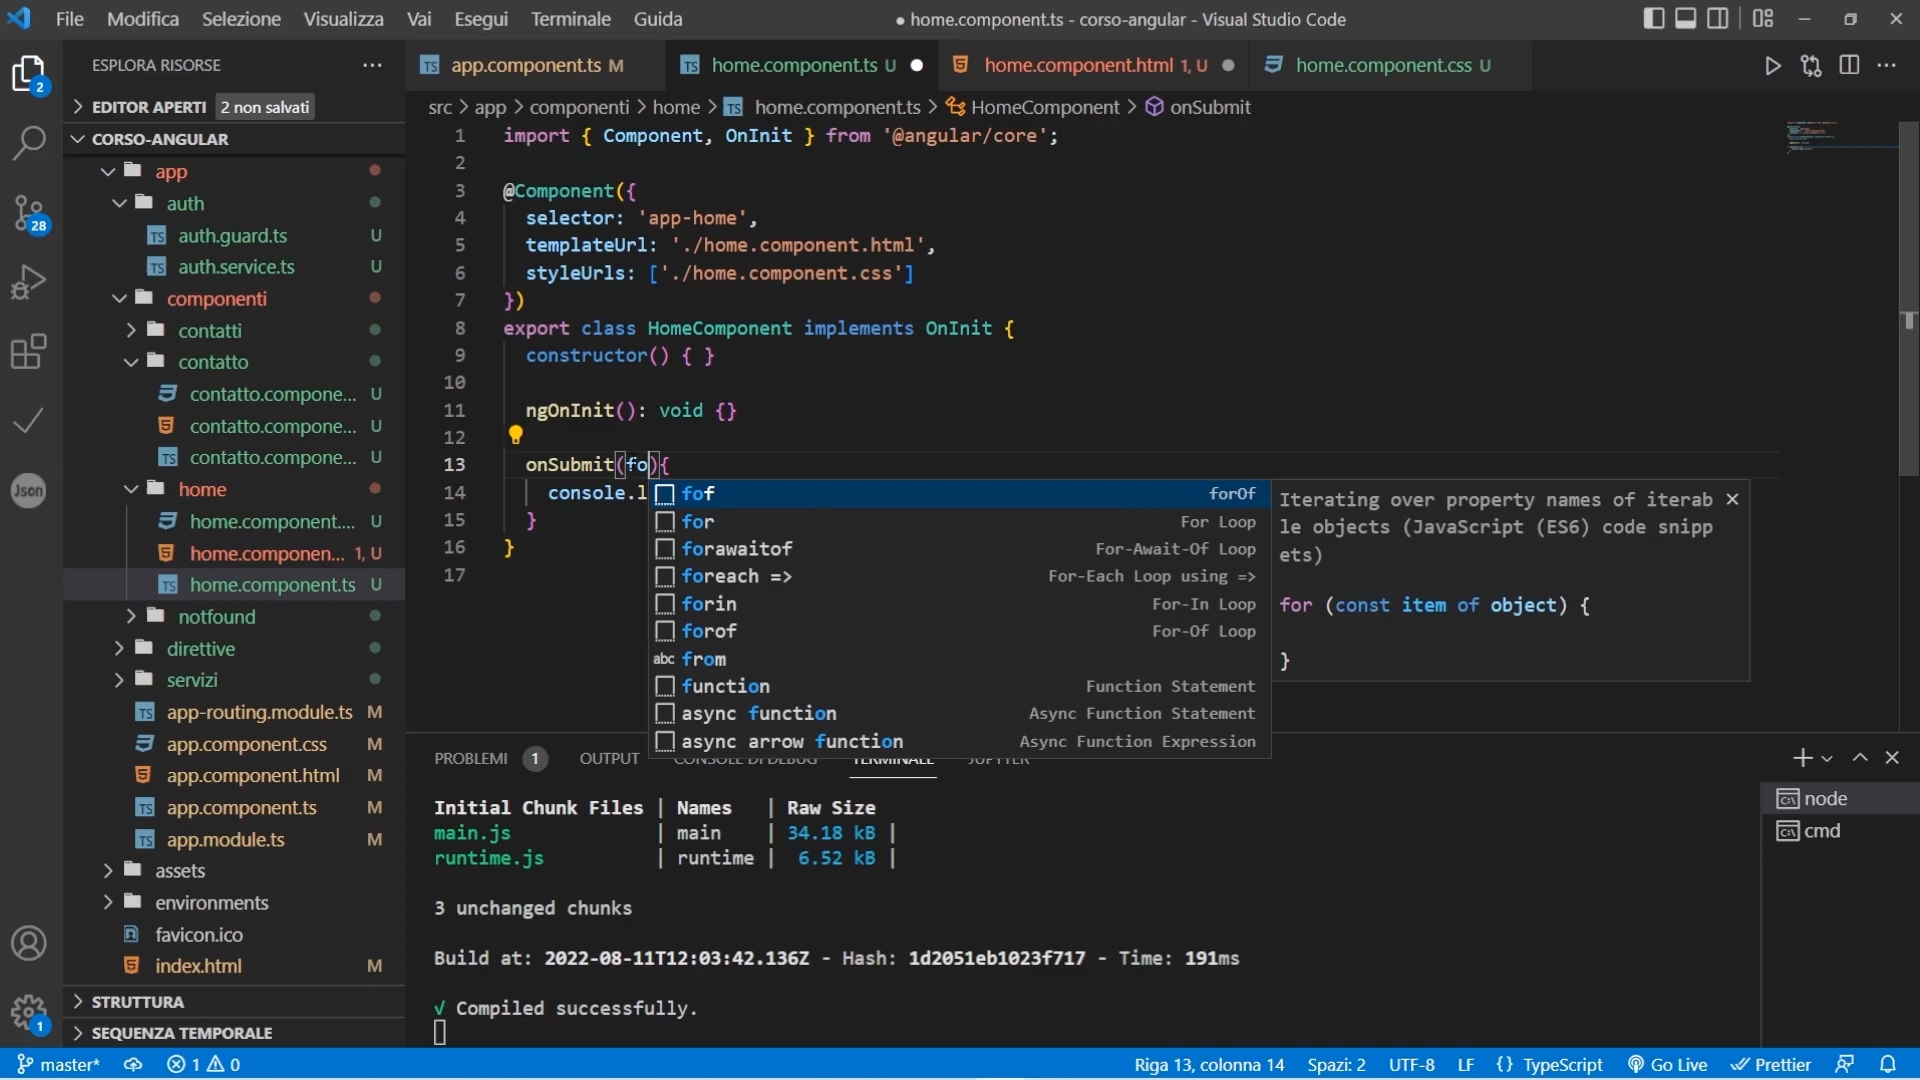 File Modifica Selezione Visualizza Vai Esegui Terminale Guida
● home.component.ts - corso-angular - Visual Studio Code
ESPLORA RISORSE
EDITOR APERTI 2 non salvati
CORSO-ANGULAR
app
auth
auth.guard.ts U
auth.service.ts U
componenti
contatti
contatto
contatto.compone... U
contatto.compone... U
contatto.compone... U
home
home.component.... U
home.componen... 1, U
home.component.ts U
notfound
direttive
servizi
app-routing.module.ts M
app.component.css M
app.component.html M
app.component.ts M
app.module.ts M
assets
environments
favicon.ico
index.html M
STRUTTURA
SEQUENZA TEMPORALE
2
28
Json
1
app.component.ts M
home.component.ts U
home.component.html 1, U
home.component.css U
src > app > componenti > home > home.component.ts > HomeComponent > onSubmit
1 import { Component, OnInit } from '@angular/core';
2
3 @Component({
4 selector: 'app-home',
5 templateUrl: './home.component.html',
6 styleUrls: ['./home.component.css']
7 })
8 export class HomeComponent implements OnInit {
9 constructor() { }
10
11 ngOnInit(): void {}
12
13 onSubmit(fo){
14 console.l
15 }
16 }
17
fof forOf
for For Loop
forawaitof For-Await-Of Loop
foreach => For-Each Loop using =>
forin For-In Loop
forof For-Of Loop
abc from
function Function Statement
async function Async Function Statement
async arrow function Async Function Expression
Iterating over property names of iterab
le objects (JavaScript (ES6) code snipp
ets)
for (const item of object) {
}
PROBLEMI 1 OUTPUT CONSOLE DI DEBUG TERMINALE JUPYTER
Initial Chunk Files | Names | Raw Size
main.js | main | 34.18 kB |
runtime.js | runtime | 6.52 kB |
3 unchanged chunks
Build at: 2022-08-11T12:03:42.136Z - Hash: 1d2051eb1023f717 - Time: 191ms
√ Compiled successfully.
node
cmd
master* 1 0
Riga 13, colonna 14 Spazi: 2 UTF-8 LF {} TypeScript Go Live Prettier